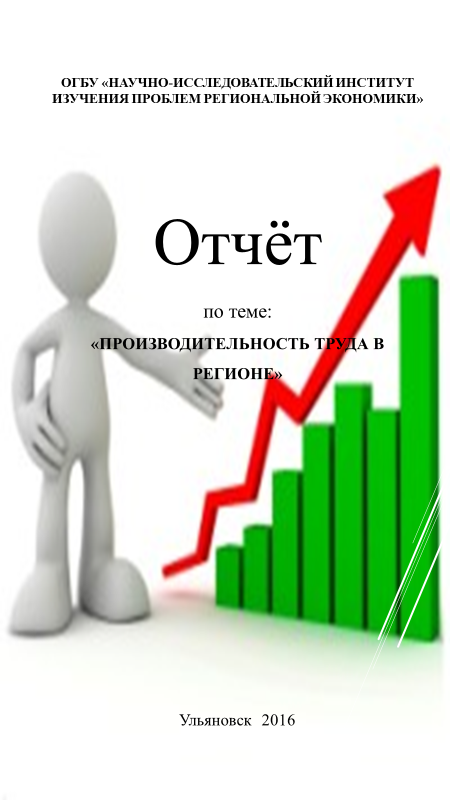 ОГБУ «НАУЧНО-ИССЛЕДОВАТЕЛЬСКИЙ ИНСТИТУТ
ИЗУЧЕНИЯ ПРОБЛЕМ РЕГИОНАЛЬНОЙ ЭКОНОМИКИ»
Отчёт
по теме:
«ПРОИЗВОДИТЕЛЬНОСТЬ ТРУДА В
РЕГИОНЕ»
Ульяновск 2016